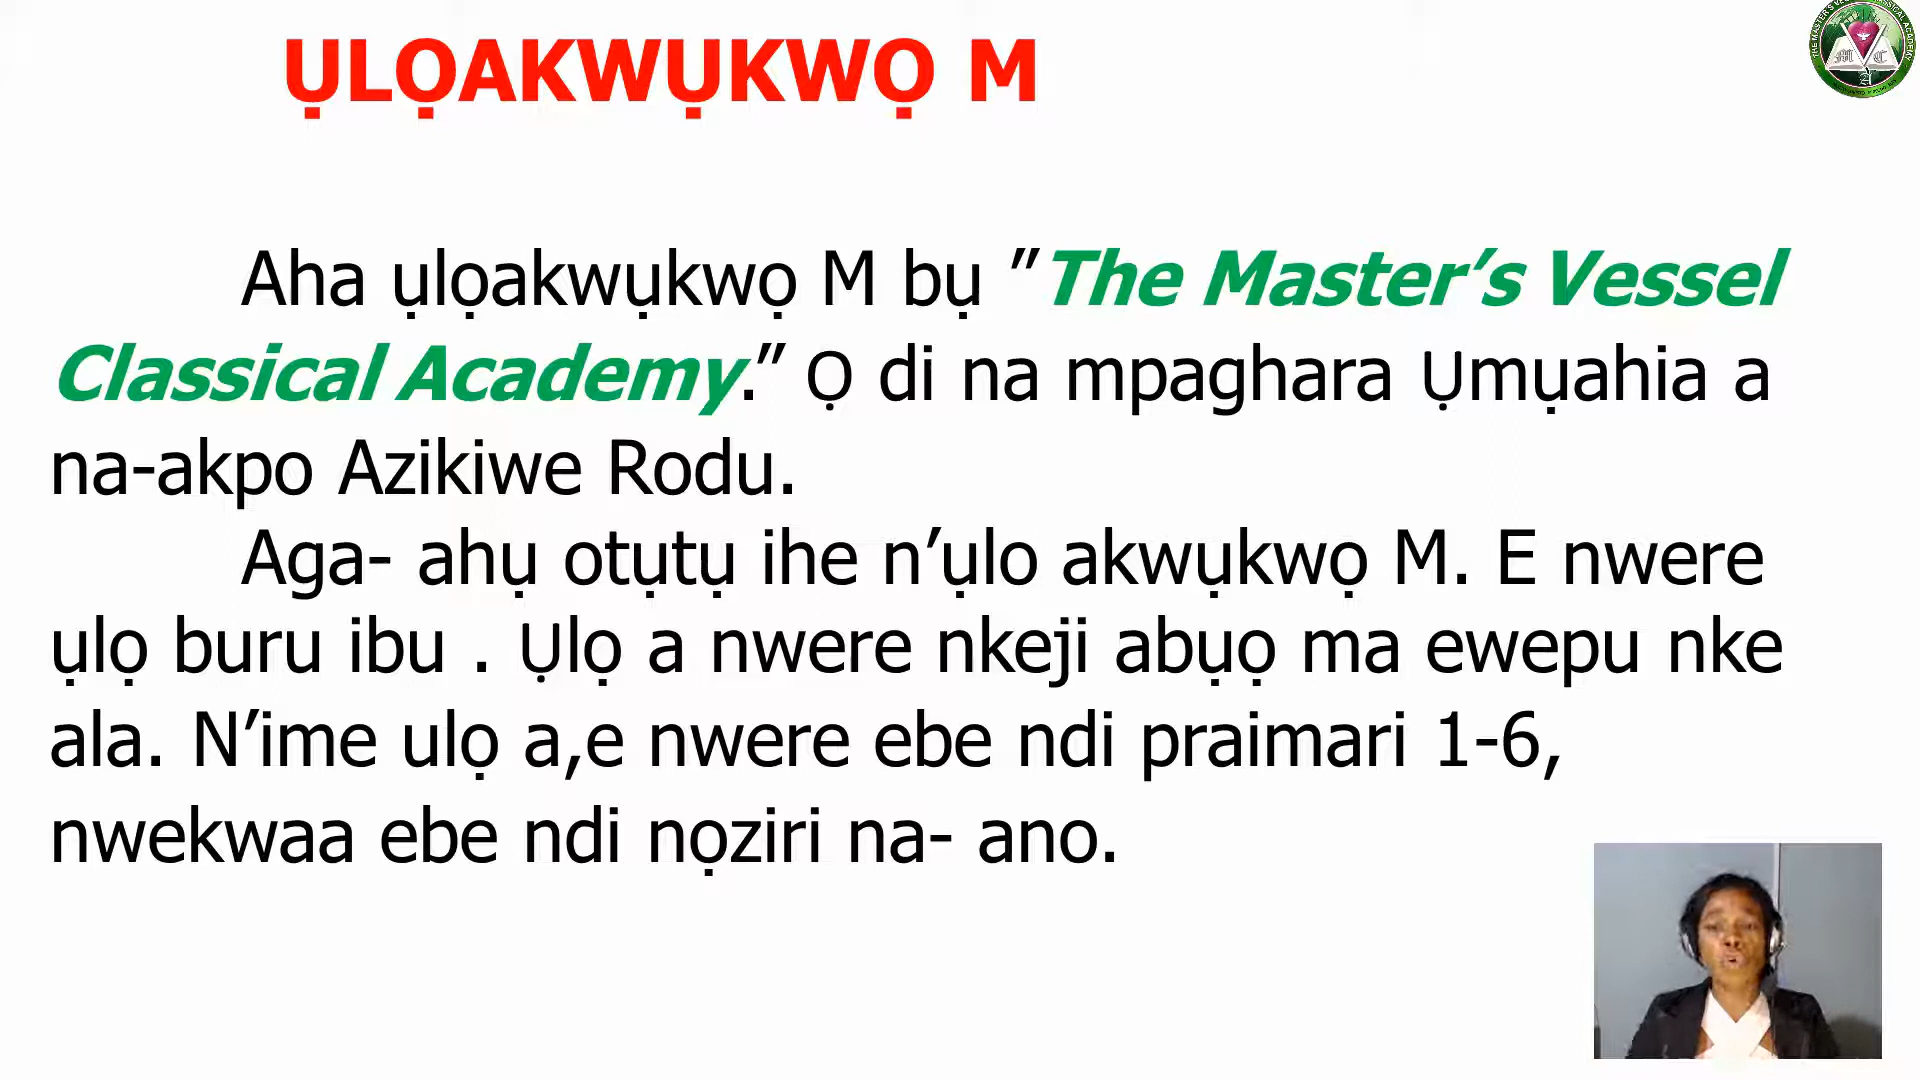 ỤLỌAKWỤKWỌ M
Aha ụlọakwụkwọ M bụ ”The Master’s Vessel
Classical Academy.” Ọ di na mpaghara Ụmụahia a
na-akpo Azikiwe Rodu.
Aga- ahụ otụtụ ihe n’ụlo akwụkwọ M. E nwere
ụlọ buru ibu . Ụlọ a nwere nkeji abụọ ma ewepu nke
ala. N’ime ulọ a,e nwere ebe ndi praimari 1-6,
nwekwaa ebe ndi nọziri na- ano.